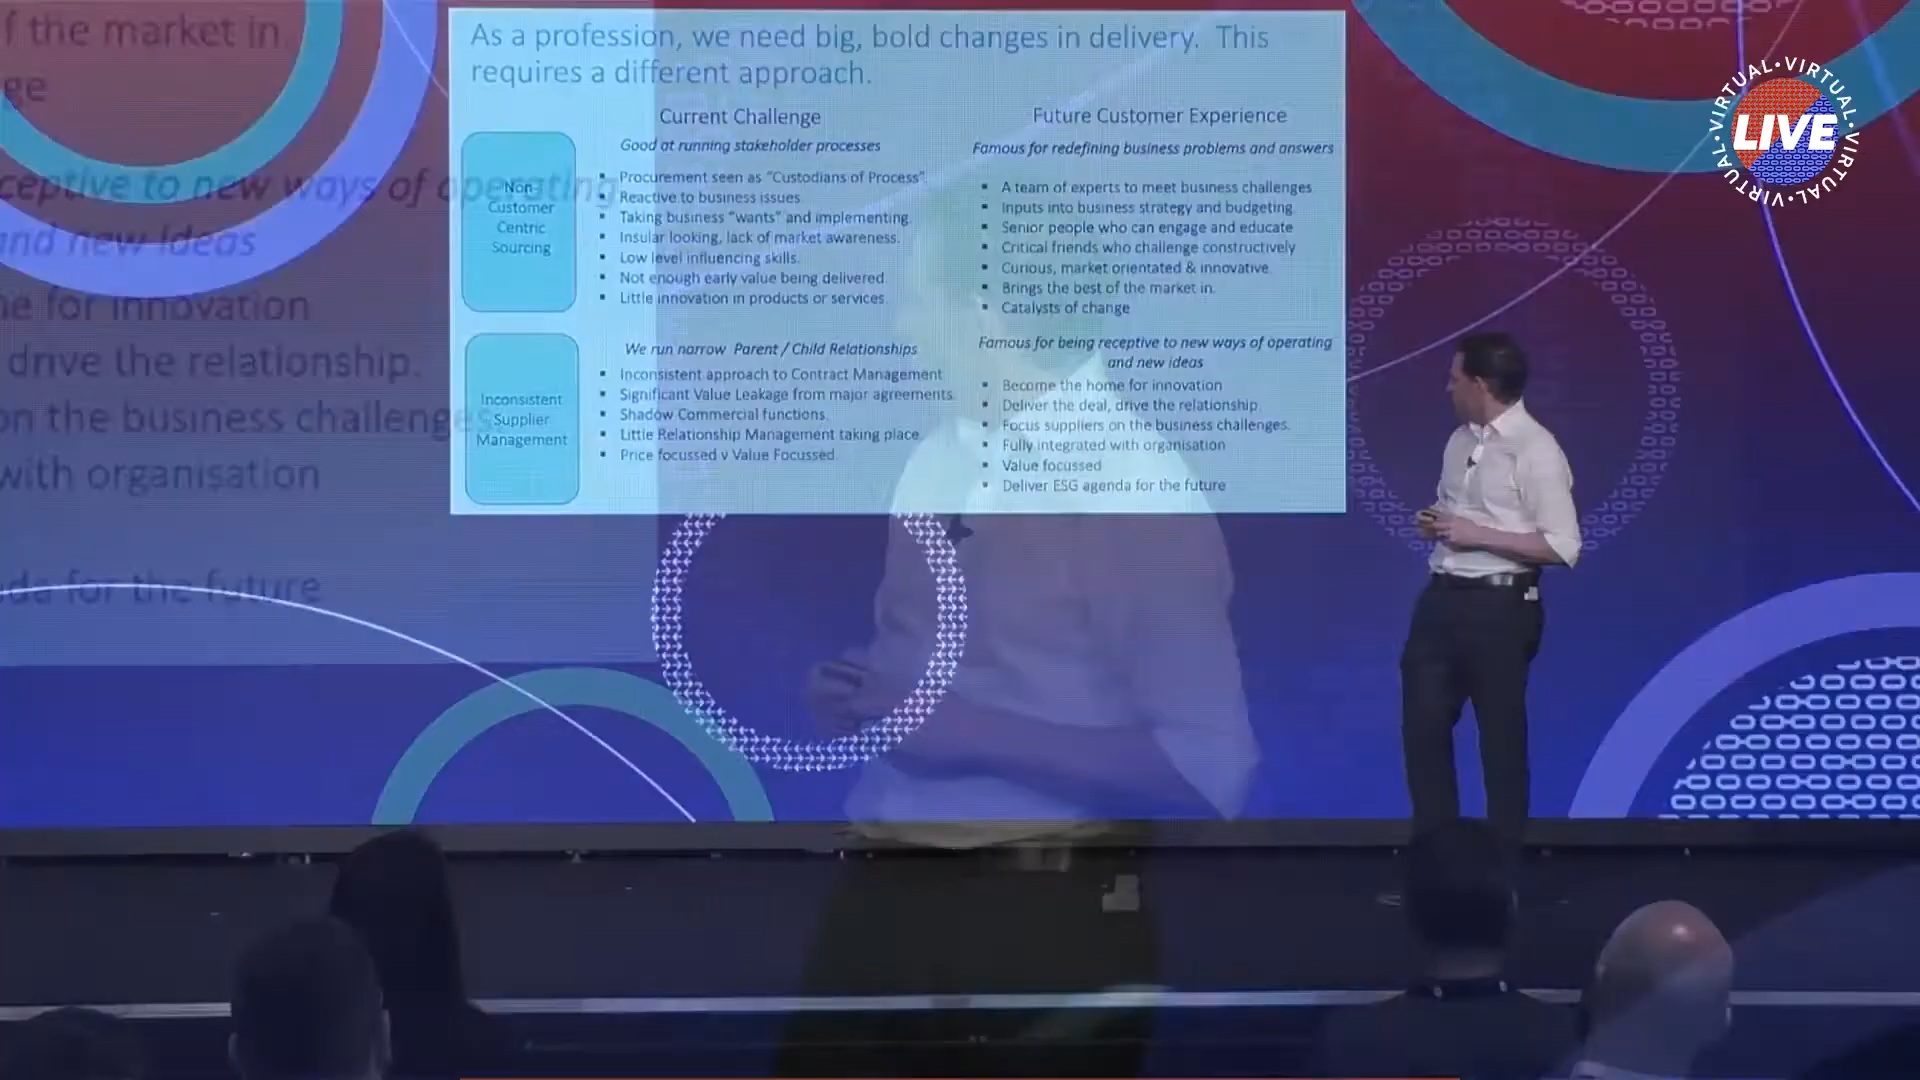 As a profession, we need big, bold changes in delivery. This
requires a different approach.
Current Challenge
Future Customer Experience
Non-
Customer
Centric
Sourcing
Good at running stakeholder processes
Procurement seen as "Custodians of Process".
Reactive to business issues.
Taking business "wants" and implementing.
Insular looking, lack of market awareness.
Low level influencing skills.
Not enough early value being delivered.
Little innovation in products or services.
Famous for redefining business problems and answers
A team of experts to meet business challenges
Inputs into business strategy and budgeting.
Senior people who can engage and educate
Critical friends who challenge constructively
Curious, market orientated & innovative.
Brings the best of the market in.
Catalysts of change
Inconsistent
Supplier
Management
We run narrow Parent / Child Relationships
Inconsistent approach to Contract Management
Significant Value Leakage from major agreements.
Shadow Commercial functions.
Little Relationship Management taking place.
Price focussed v Value Focussed.
Famous for being receptive to new ways of operating
and new ideas
Become the home for innovation
Deliver the deal, drive the relationship.
Focus suppliers on the business challenges.
Fully integrated with organisation
Value focussed
Deliver ESG agenda for the future
f the market in.
ge
ceptive to new ways of operating
and new ideas
e for innovation
drive the relationship.
on the business challenges.
with organisation
da for the future
VIRTUAL • VIRTUAL • VIRTUAL • VIRTUAL •
LIVE